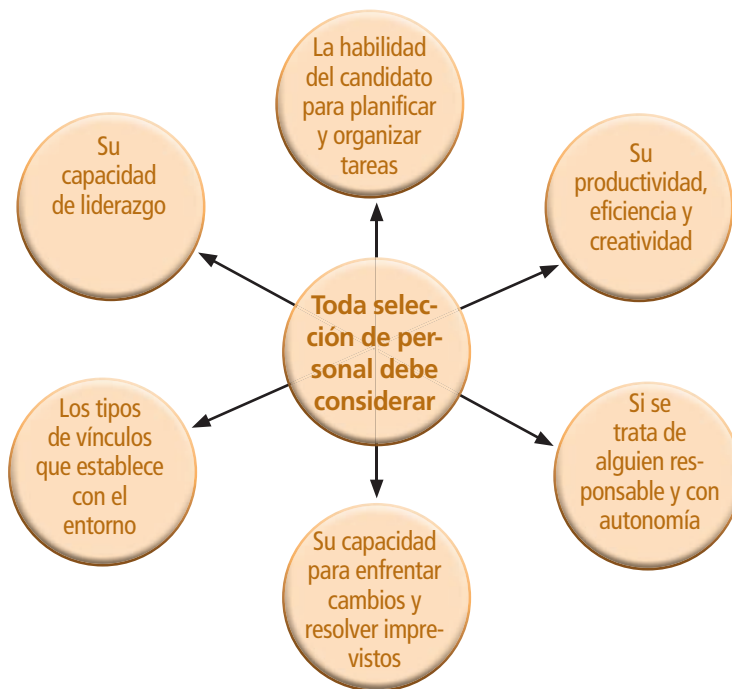 La habilidad
del candidato
para planificar
y organizar
tareas
Su
capacidad
de liderazgo
Su
productividad,
eficiencia y
creatividad
Toda selec-
ción de per-
sonal debe
considerar
Los tipos
de vínculos
que establece
con el
entorno
Si se
trata de
alguien res-
ponsable y con
autonomía
Su capacidad
para enfrentar
cambios y
resolver impre-
vistos